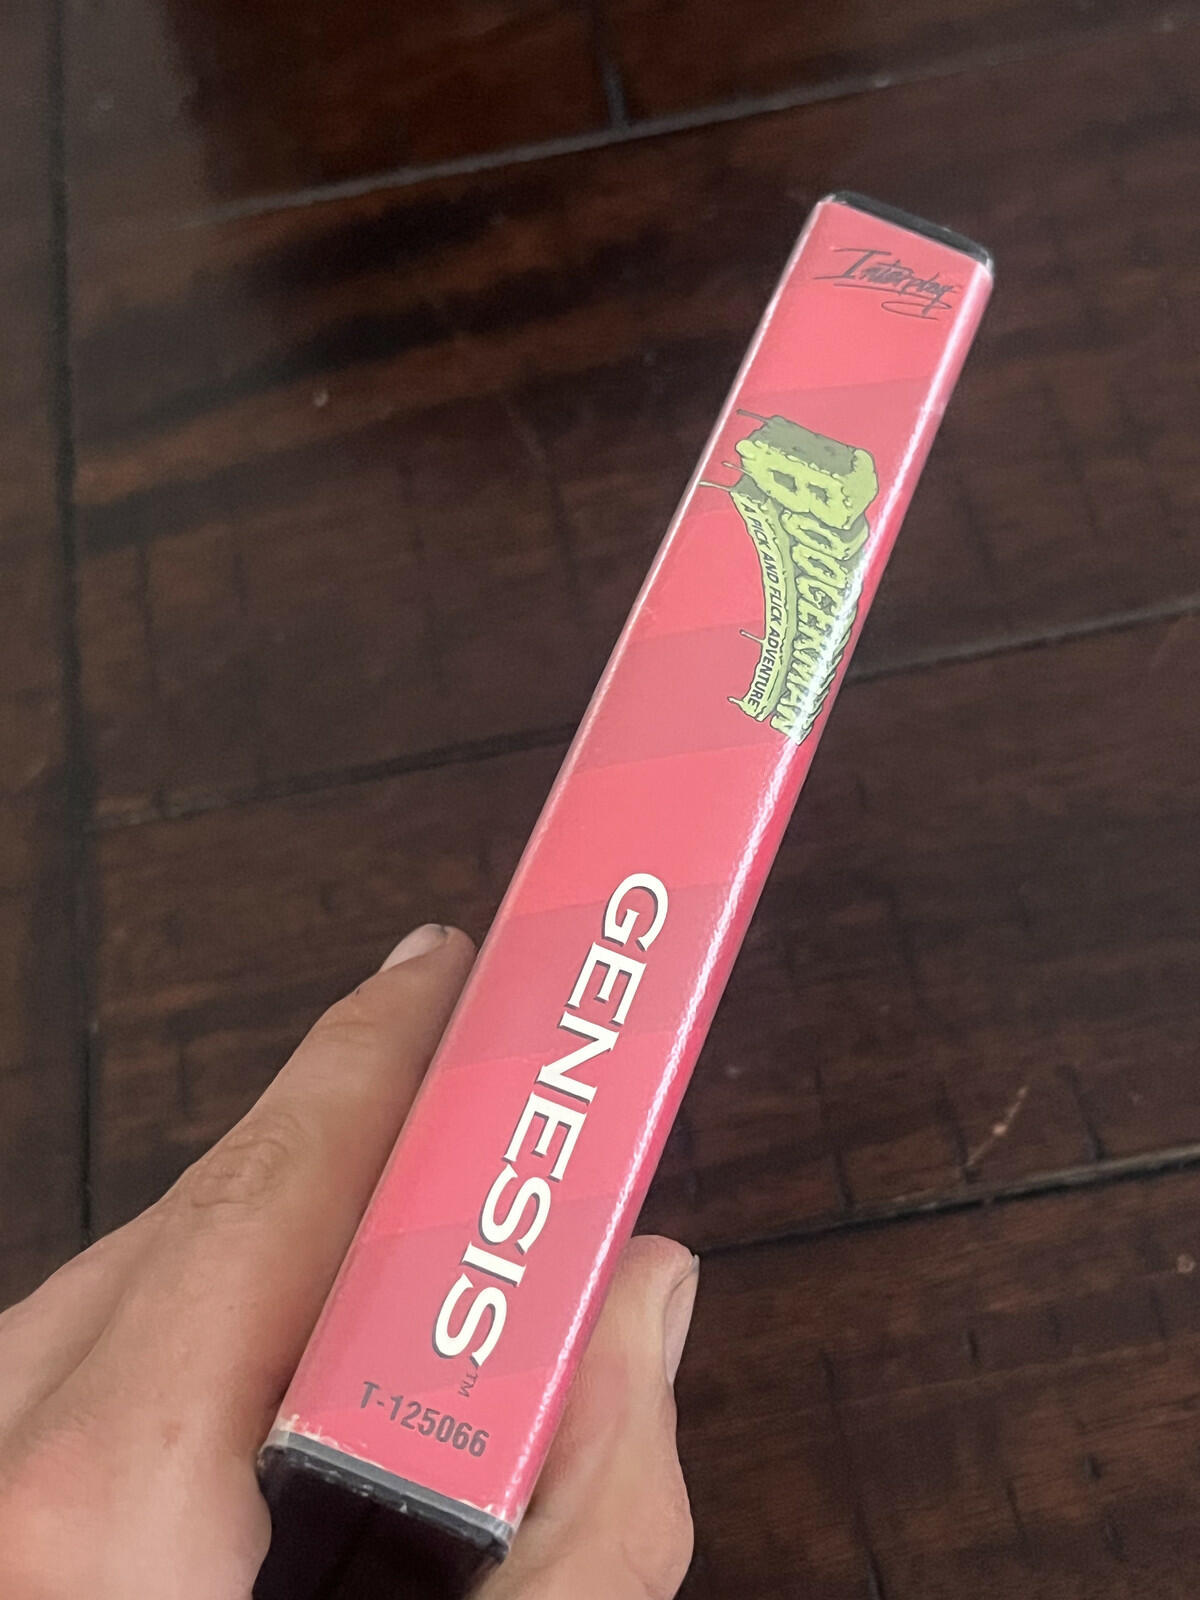 Interplay
BOOGERMAN
A PICK AND FLICK ADVENTURE
GENESIS™
T-125066